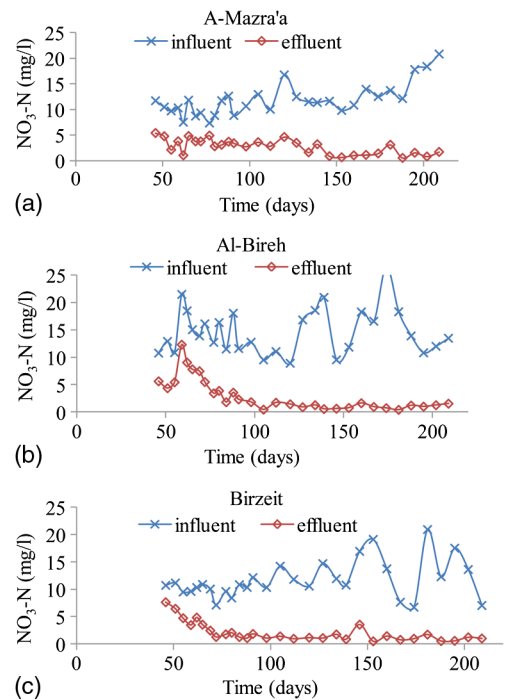 A-Mazra'a
influent effluent
NO₃-N (mg/l)
25
20
15
10
5
0
0 50 100 150 200
Time (days)
(a)
Al-Bireh
influent effluent
NO₃-N (mg/l)
25
20
15
10
5
0
0 50 100 150 200
Time (days)
(b)
Birzeit
influent effluent
NO₃-N (mg/l)
25
20
15
10
5
0
0 50 100 150 200
Time (days)
(c)